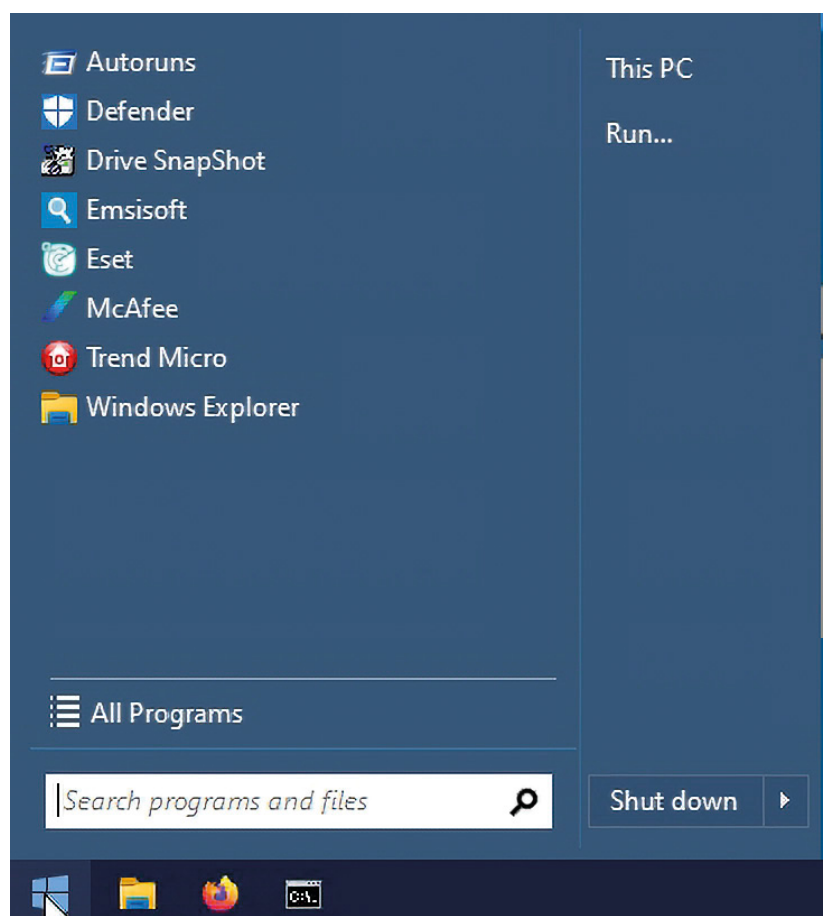 Autoruns
Defender
Drive SnapShot
Emsisoft
Eset
McAfee
Trend Micro
Windows Explorer
All Programs
Search programs and files
This PC
Run...
Shut down
C:\_